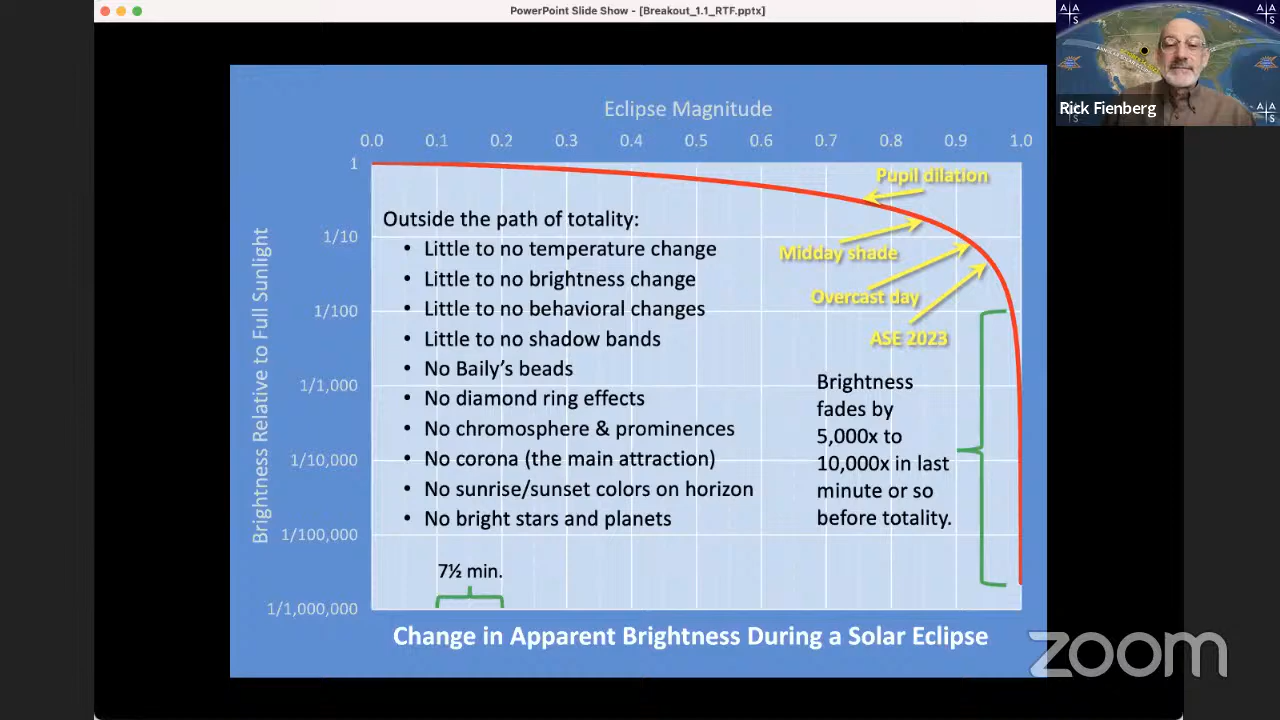 PowerPoint Slide Show - [Breakout_1.1_RTF.pptx]
Eclipse Magnitude
0.0 0.1 0.2 0.3 0.4 0.5 0.6 0.7 0.8 0.9 1.0
Brightness Relative to Full Sunlight
1
1/10
1/100
1/1,000
1/10,000
1/100,000
1/1,000,000
Outside the path of totality:
• Little to no temperature change
• Little to no brightness change
• Little to no behavioral changes
• Little to no shadow bands
• No Baily’s beads
• No diamond ring effects
• No chromosphere & prominences
• No corona (the main attraction)
• No sunrise/sunset colors on horizon
• No bright stars and planets
Pupil dilation
Midday shade
Overcast day
ASE 2023
Brightness
fades by
5,000x to
10,000x in last
minute or so
before totality.
7½ min.
Change in Apparent Brightness During a Solar Eclipse
A A
S
A A
S
A A
S
Rick Fienberg
zoom